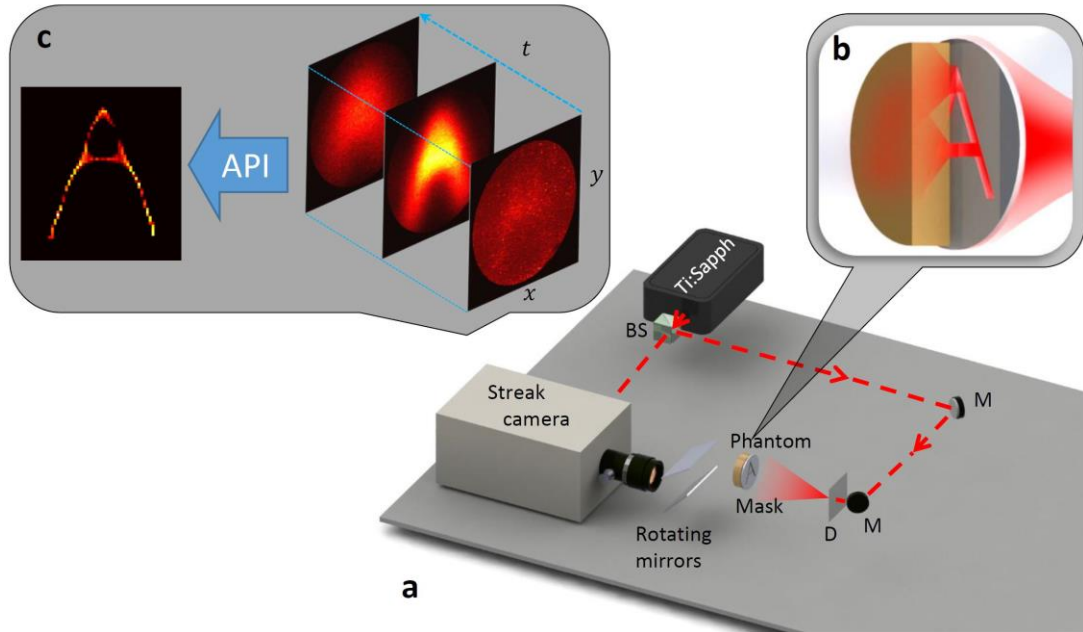 c
t
API
y
x
b
Ti:Sapph
BS
Streak
camera
M
Phantom
Mask
D
M
Rotating
mirrors
a